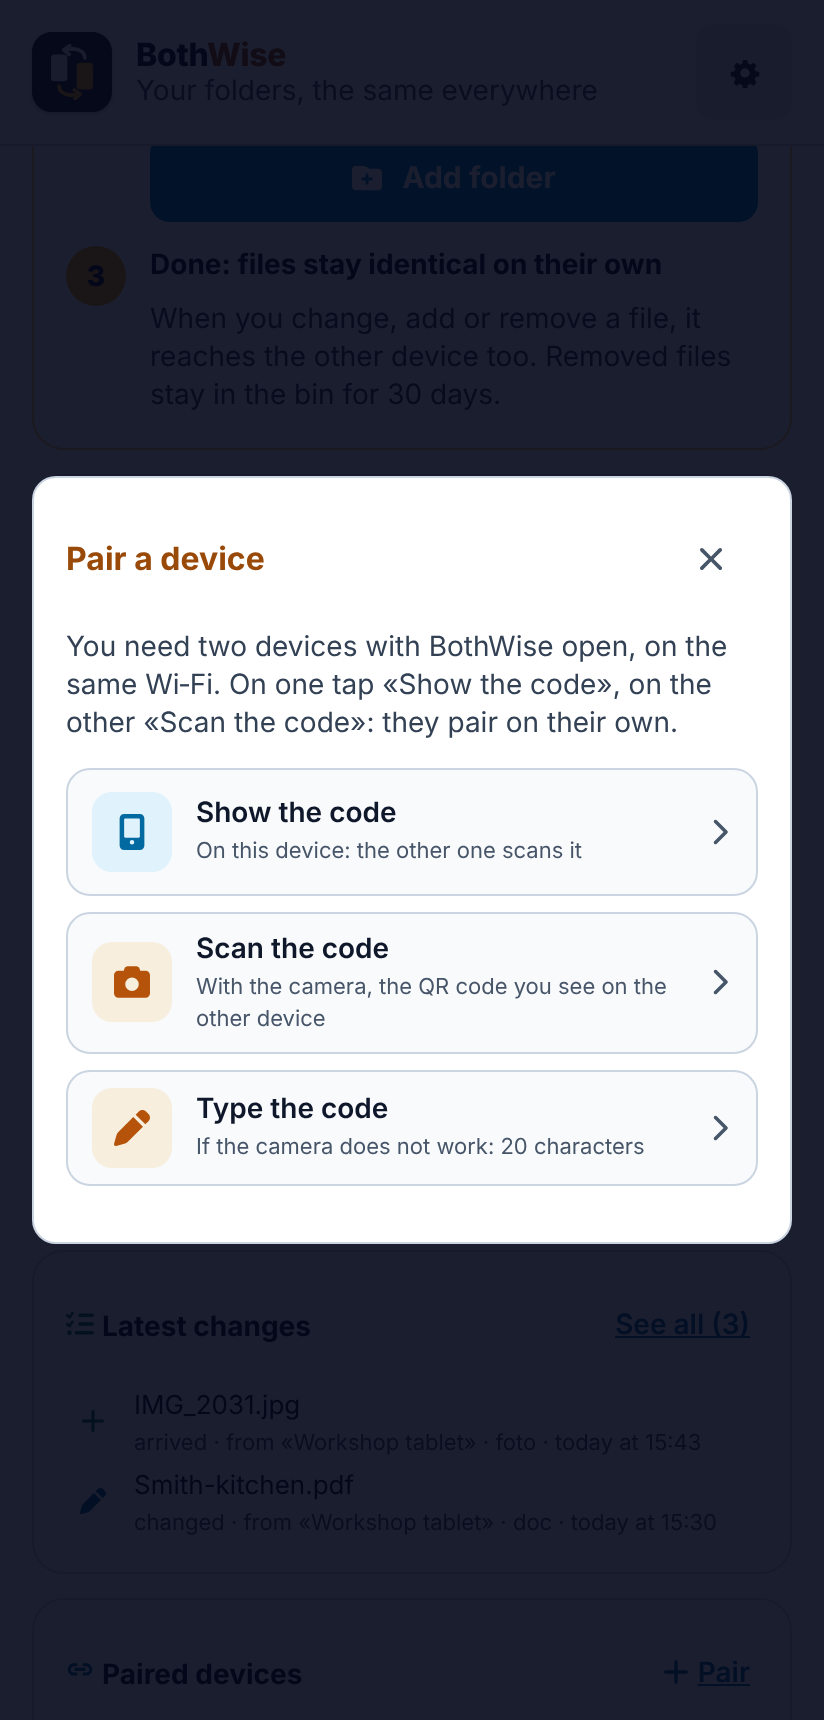 BothWise
Your folders, the same everywhere
Add folder
3
Done: files stay identical on their own
When you change, add or remove a file, it
reaches the other device too. Removed files
stay in the bin for 30 days.
Pair a device
You need two devices with BothWise open, on the
same Wi-Fi. On one tap «Show the code», on the
other «Scan the code»: they pair on their own.
Show the code
On this device: the other one scans it
Scan the code
With the camera, the QR code you see on the
other device
Type the code
If the camera does not work: 20 characters
Latest changes
See all (3)
IMG_2031.jpg
arrived · from «Workshop tablet» · foto · today at 15:43
Smith-kitchen.pdf
changed · from «Workshop tablet» · doc · today at 15:30
Paired devices
Pair